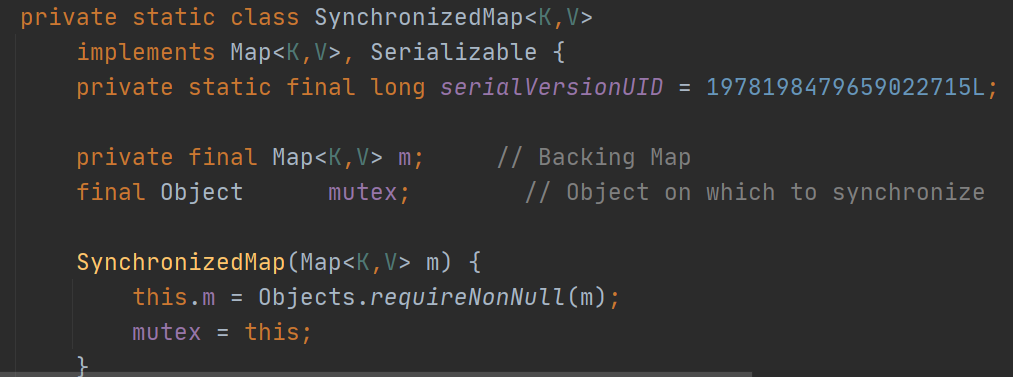 private static class SynchronizedMap<K,V>
implements Map<K,V>, Serializable {
private static final long serialVersionUID = 1978198479659022715L;
private final Map<K,V> m;     // Backing Map
final Object      mutex;        // Object on which to synchronize
SynchronizedMap(Map<K,V> m) {
this.m = Objects.requireNonNull(m);
mutex = this;
}